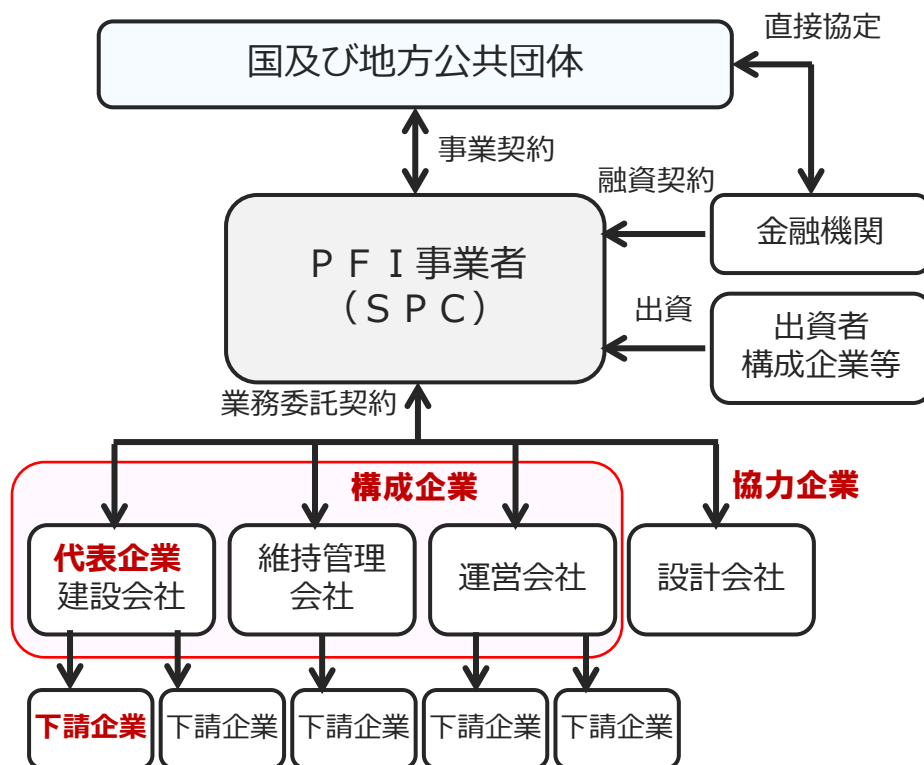 直接協定
国及び地方公共団体
事業契約
融資契約
金融機関
ＰＦＩ事業者
（ＳＰＣ）
出資
出資者
構成企業等
業務委託契約
構成企業
協力企業
代表企業
建設会社
維持管理
会社
運営会社
設計会社
下請企業
下請企業
下請企業
下請企業
下請企業